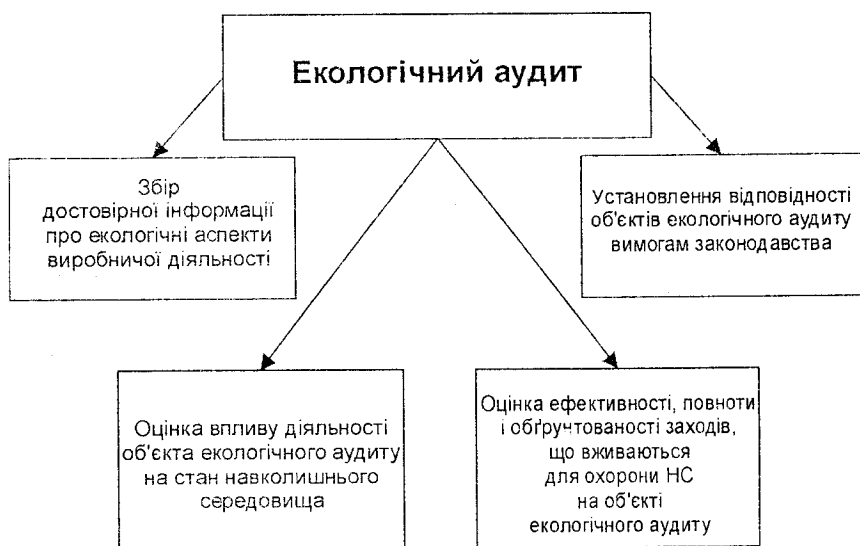 Екологічний аудит
Збір
достовірної інформації
про екологічні аспекти
виробничої діяльності
Установлення відповідності
об'єктів екологічного аудиту
вимогам законодавства
Оцінка впливу діяльності
об'єкта екологічного аудиту
на стан навколишнього
середовища
Оцінка ефективності, повноти
і обґрунтованості заходів,
що вживаються
для охорони НС
на об'єкті
екологічного аудиту